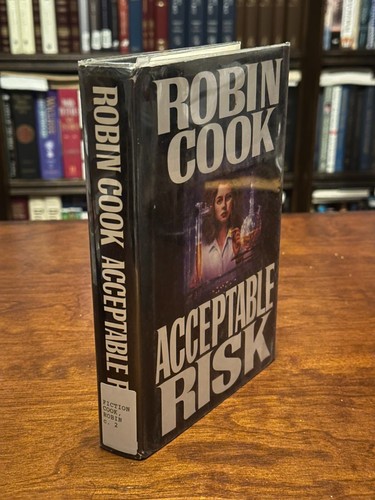 ROBIN COOK ACCEPTABLE R
FICTION
COOK,
ROBIN
c. 2
ROBIN
COOK
ACCEPTABLE
RISK